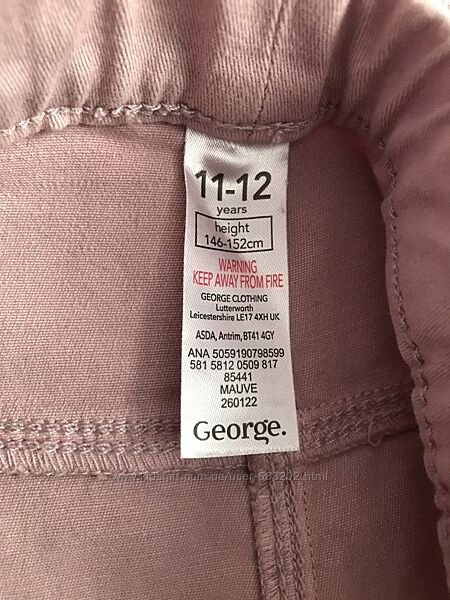 11-12
years
height
146-152cm
WARNING
KEEP AWAY FROM FIRE
GEORGE CLOTHING
Lutterworth
Leicestershire LE17 4XH UK
ASDA, Antrim, BT41 4GY
ANA 5059190798599
581 5812 0509 817
85441
MAUVE
260122
George.